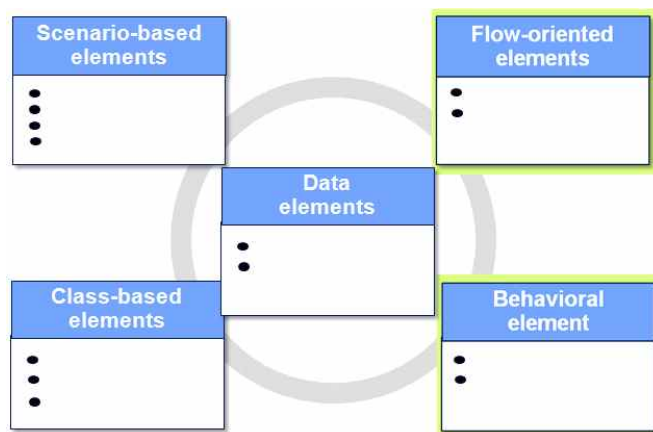 Scenario-based
elements
Flow-oriented
elements
Data
elements
Class-based
elements
Behavioral
element